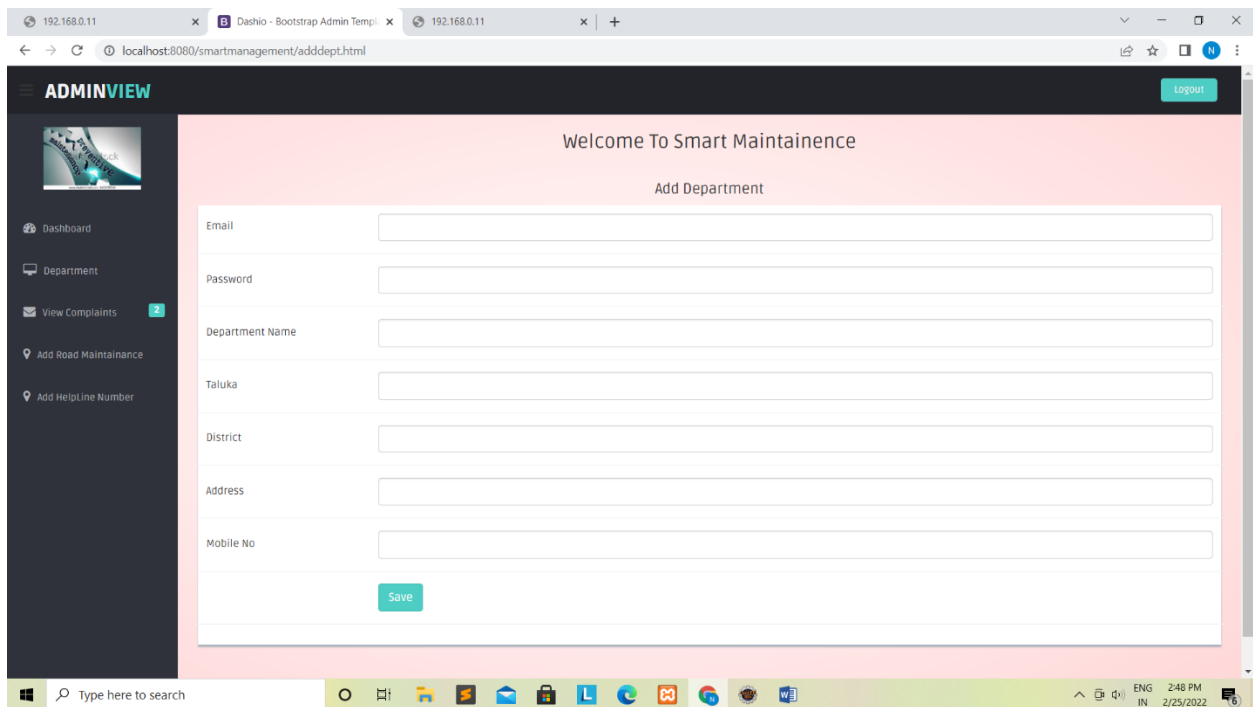 192.168.0.11
Dashio - Bootstrap Admin Templ
192.168.0.11
localhost:8080/smartmanagement/adddept.html
N
ADMINVIEW
Logout
Preventive
maintenance
Welcome To Smart Maintainence
Add Department
Dashboard
Department
View Complaints 2
Add Road Maintainance
Add HelpLine Number
Email
Password
Department Name
Taluka
District
Address
Mobile No
Save
Type here to search
ENG
IN
2:48 PM
2/25/2022
6